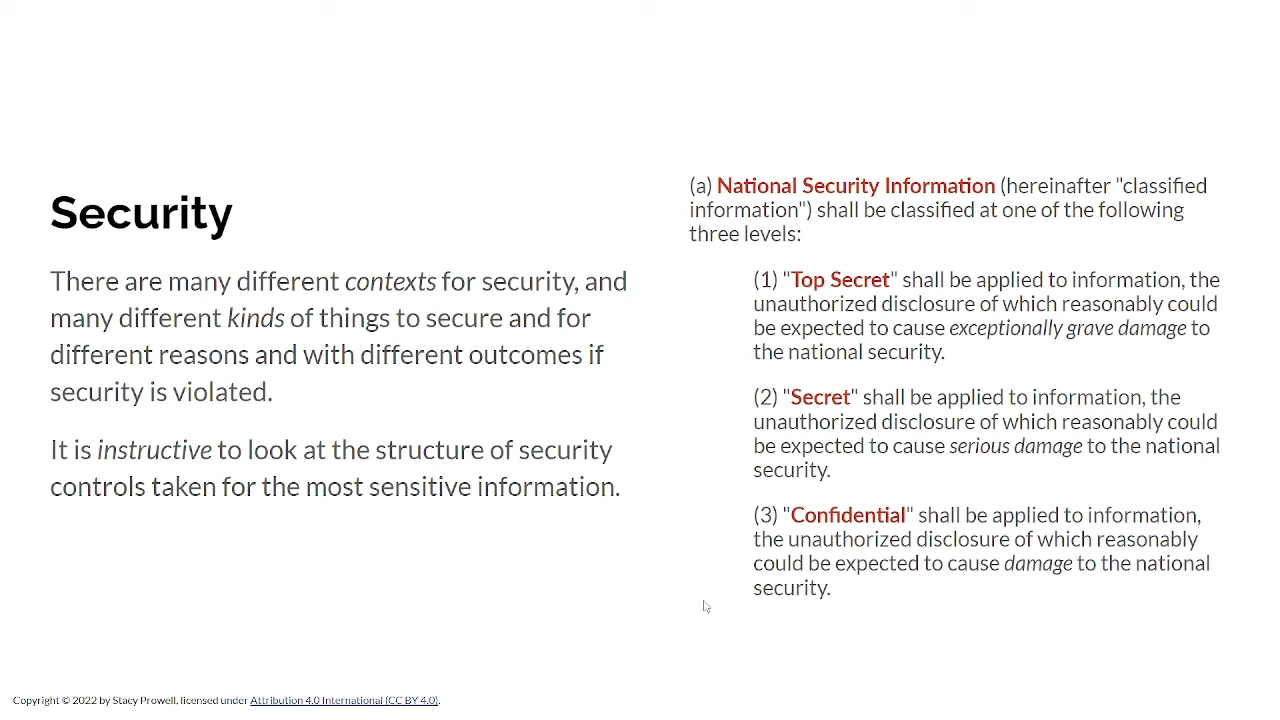 Security
There are many different contexts for security, and
many different kinds of things to secure and for
different reasons and with different outcomes if
security is violated.
It is instructive to look at the structure of security
controls taken for the most sensitive information.
(a) National Security Information (hereinafter "classified
information") shall be classified at one of the following
three levels:
(1) "Top Secret" shall be applied to information, the
unauthorized disclosure of which reasonably could
be expected to cause exceptionally grave damage to
the national security.
(2) "Secret" shall be applied to information, the
unauthorized disclosure of which reasonably could
be expected to cause serious damage to the national
security.
(3) "Confidential" shall be applied to information,
the unauthorized disclosure of which reasonably
could be expected to cause damage to the national
security.
Copyright © 2022 by Stacy Prowell, licensed under Attribution 4.0 International (CC BY 4.0).